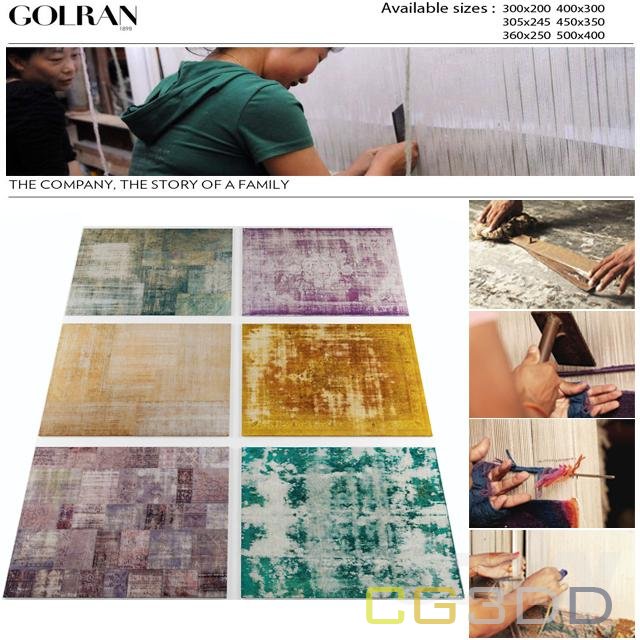 GOLRAN
1898
Available sizes : 300x200 400x300
305x245 450x350
360x250 500x400
THE COMPANY, THE STORY OF A FAMILY
CG3DD